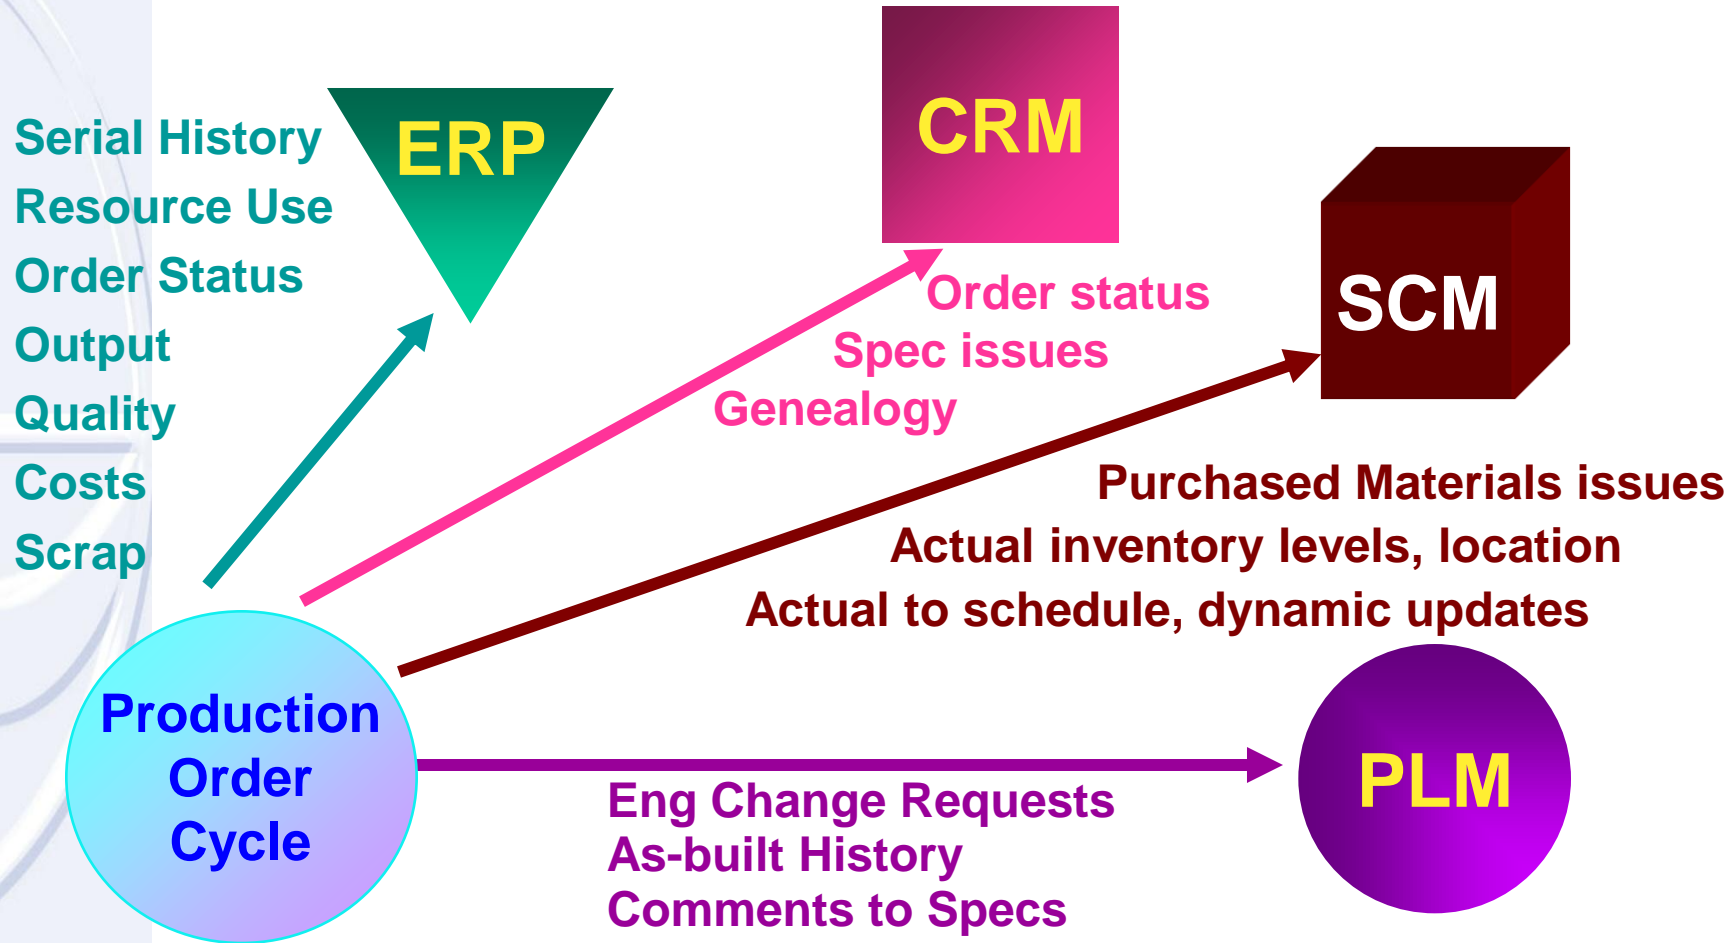 Serial History
Resource Use
Order Status
Output
Quality
Costs
Scrap
ERP
CRM
Order status
Spec issues
Genealogy
SCM
Purchased Materials issues
Actual inventory levels, location
Actual to schedule, dynamic updates
Production
Order
Cycle
Eng Change Requests
As-built History
Comments to Specs
PLM